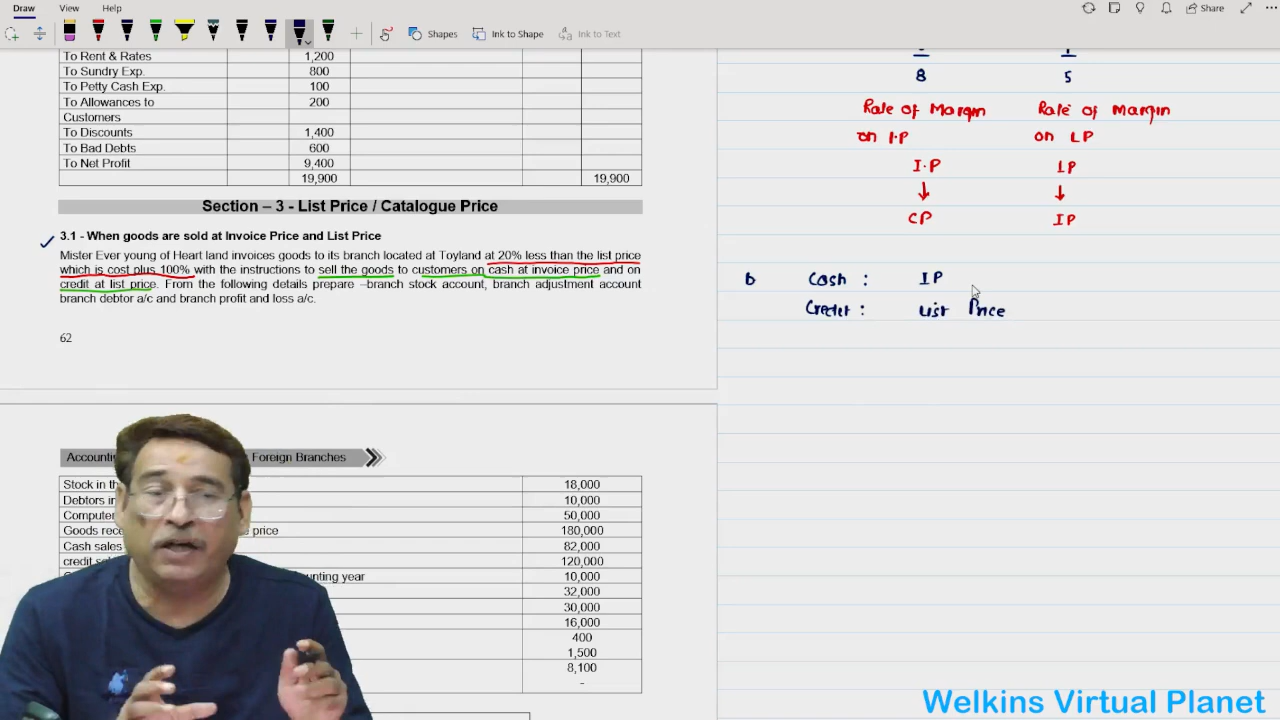 Draw View Help
Share
Shapes Ink to Shape Ink to Text
To Rent & Rates 1,200
To Sundry Exp. 800
To Petty Cash Exp. 100
To Allowances to Customers 200
To Discounts 1,400
To Bad Debts 600
To Net Profit 9,400
19,900 19,900
Section – 3 - List Price / Catalogue Price
3.1 - When goods are sold at Invoice Price and List Price
Mister Ever young of Heart land invoices goods to its branch located at Toyland at 20% less than the list price
which is cost plus 100% with the instructions to sell the goods to customers on cash at invoice price and on
credit at list price. From the following details prepare –branch stock account, branch adjustment account
branch debtor a/c and branch profit and loss a/c.
62
Foreign Branches
Stock in 18,000
Debtors 10,000
50,000
price 180,000
Cash sales 82,000
120,000
accounting year 10,000
32,000
30,000
16,000
400
1,500
8,100
-
8 5
Rate of Margin Rate of Margin
on I.P on LP
I.P LP
CP IP
Cash : IP
Credit : List Price
Welkins Virtual Planet